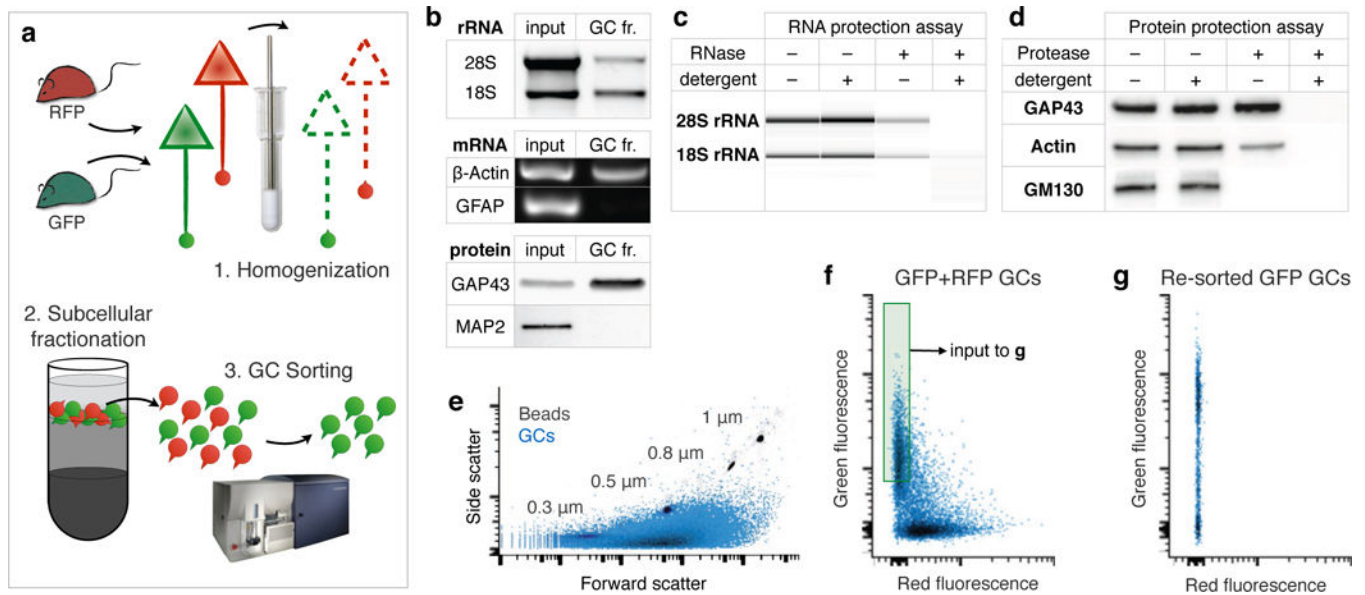 a
RFP
GFP
1. Homogenization
2. Subcellular
fractionation
3. GC Sorting
b
rRNA input GC fr.
28S
18S
mRNA input GC fr.
β-Actin
GFAP
protein input GC fr.
GAP43
MAP2
c
RNA protection assay
RNase – – + +
detergent – + – +
28S rRNA
18S rRNA
d
Protein protection assay
Protease – – + +
detergent – + – +
GAP43
Actin
GM130
e
Beads
GCs
0.3 μm
0.5 μm
0.8 μm
1 μm
Side scatter
Forward scatter
f GFP+RFP GCs
input to g
Green fluorescence
Red fluorescence
g Re-sorted GFP GCs
Green fluorescence
Red fluorescence